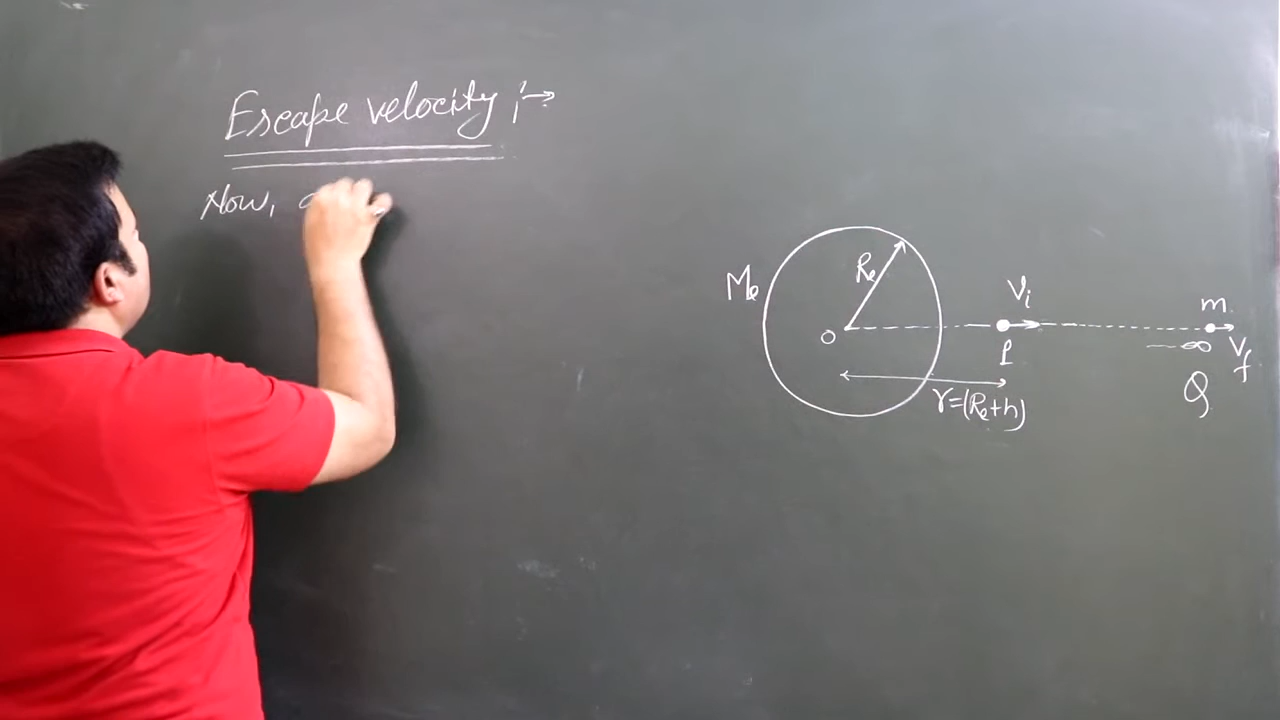 Escape velocity ;→
Now,
Me
Re
O
Vi
P
r=(Re+h)
m
∞
Vf
Q